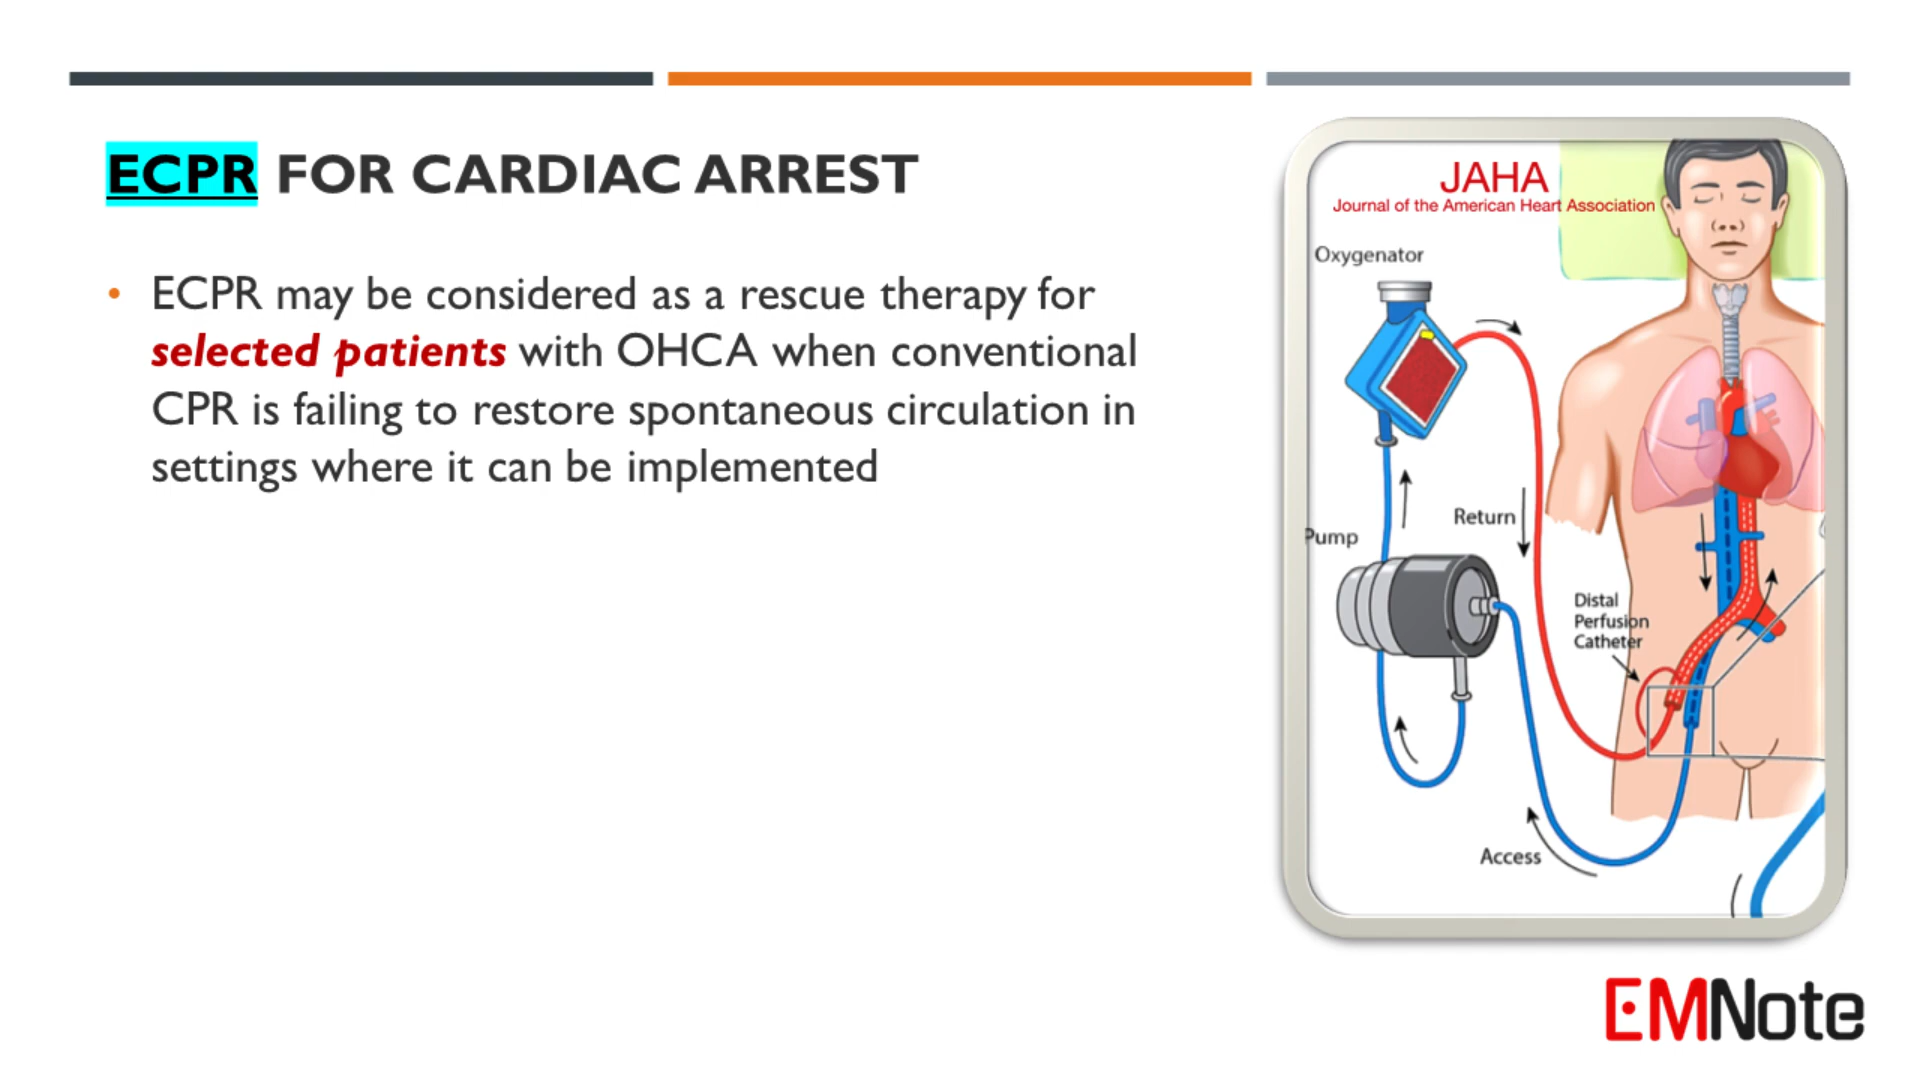 ECPR FOR CARDIAC ARREST
• ECPR may be considered as a rescue therapy for
selected patients with OHCA when conventional
CPR is failing to restore spontaneous circulation in
settings where it can be implemented
JAHA
Journal of the American Heart Association
Oxygenator
Return
Pump
Distal
Perfusion
Catheter
Access
EMNote